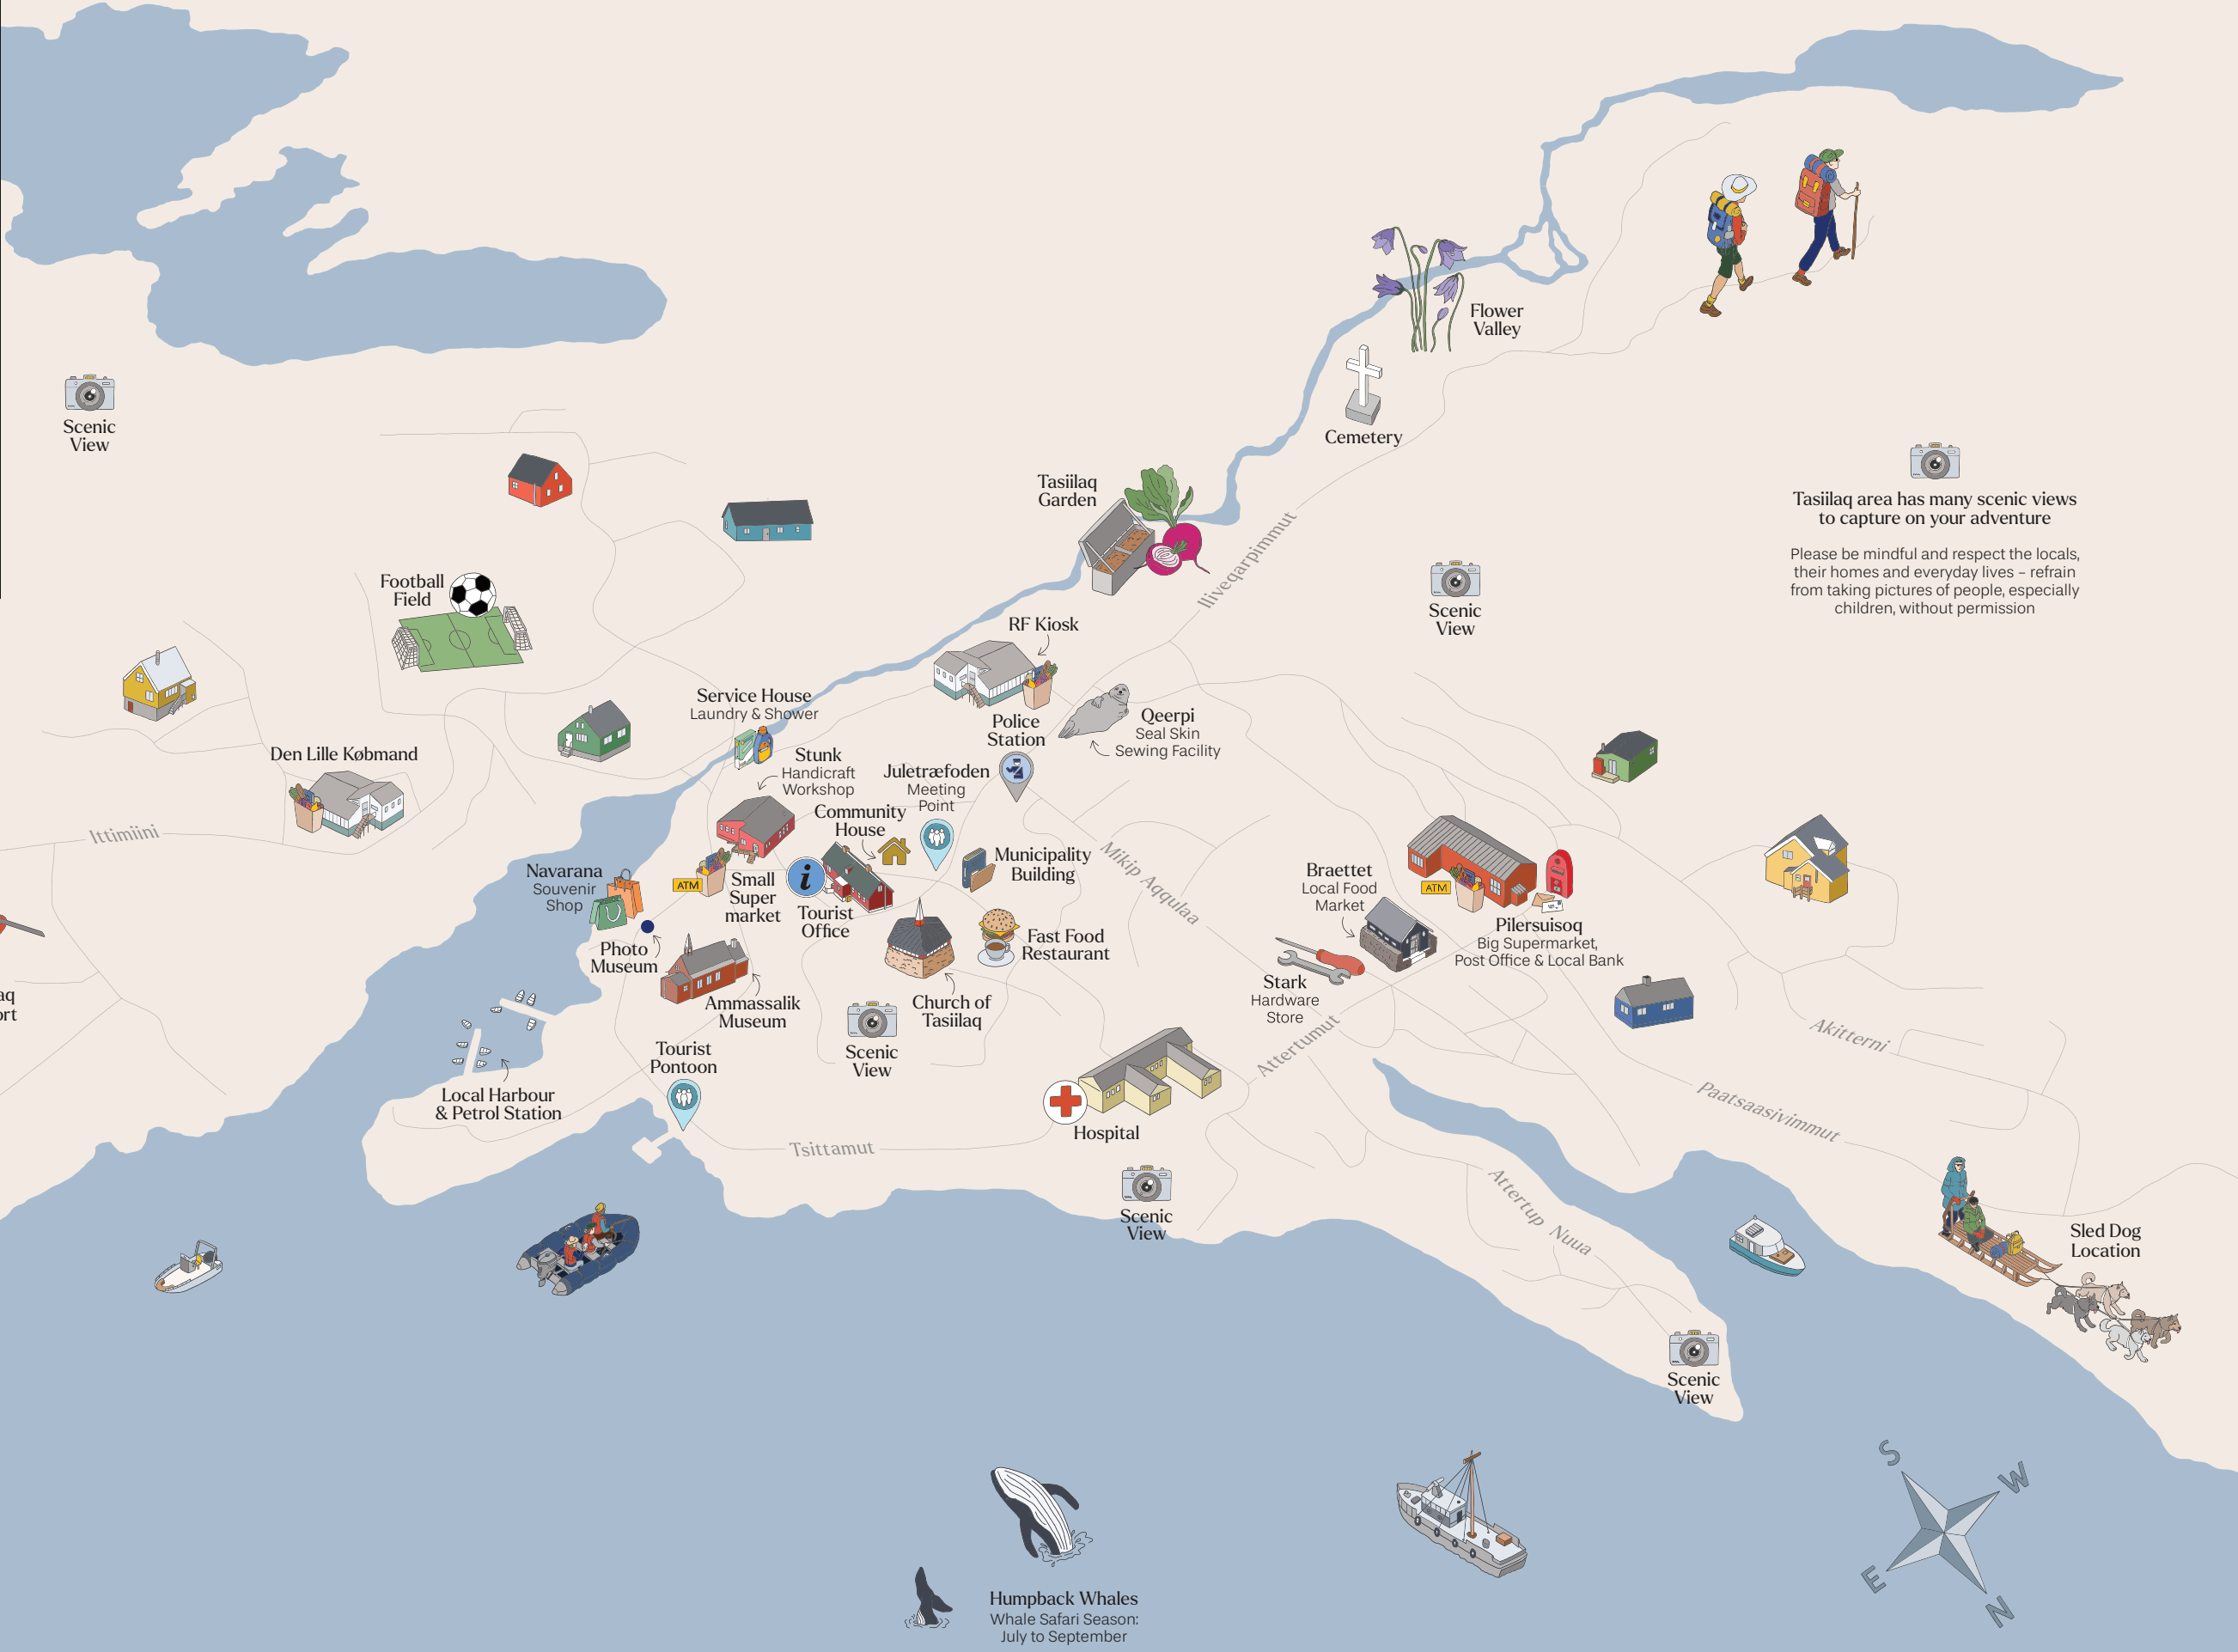 Flower
Valley
Scenic
View
Cemetery
Tasiilaq
Garden
Iliveqarpimmut
Tasiilaq area has many scenic views
to capture on your adventure
Please be mindful and respect the locals,
their homes and everyday lives – refrain
from taking pictures of people, especially
children, without permission
Scenic
View
Football
Field
RF Kiosk
Service House
Laundry & Shower
Police
Station
Qeerpi
Seal Skin
Sewing Facility
Den Lille Købmand
Stunk
Handicraft
Workshop
Juletræfoden
Meeting
Point
Community
House
Ittimiini
Navarana
Souvenir
Shop
ATM
Small
Super
market
i
Tourist
Office
Municipality
Building
Mikip Aqqulaa
Braettet
Local Food
Market
ATM
Pilersuisoq
Big Supermarket,
Post Office & Local Bank
Photo
Museum
Fast Food
Restaurant
Ammassalik
Museum
Church of
Tasiilaq
Stark
Hardware
Store
aq
ort
Scenic
View
Tourist
Pontoon
Attertumut
Akitterni
Local Harbour
& Petrol Station
Hospital
Paatsaasivimmut
Tsittamut
Scenic
View
Attertup Nuua
Sled Dog
Location
Scenic
View
Humpback Whales
Whale Safari Season:
July to September
S
W
E
N